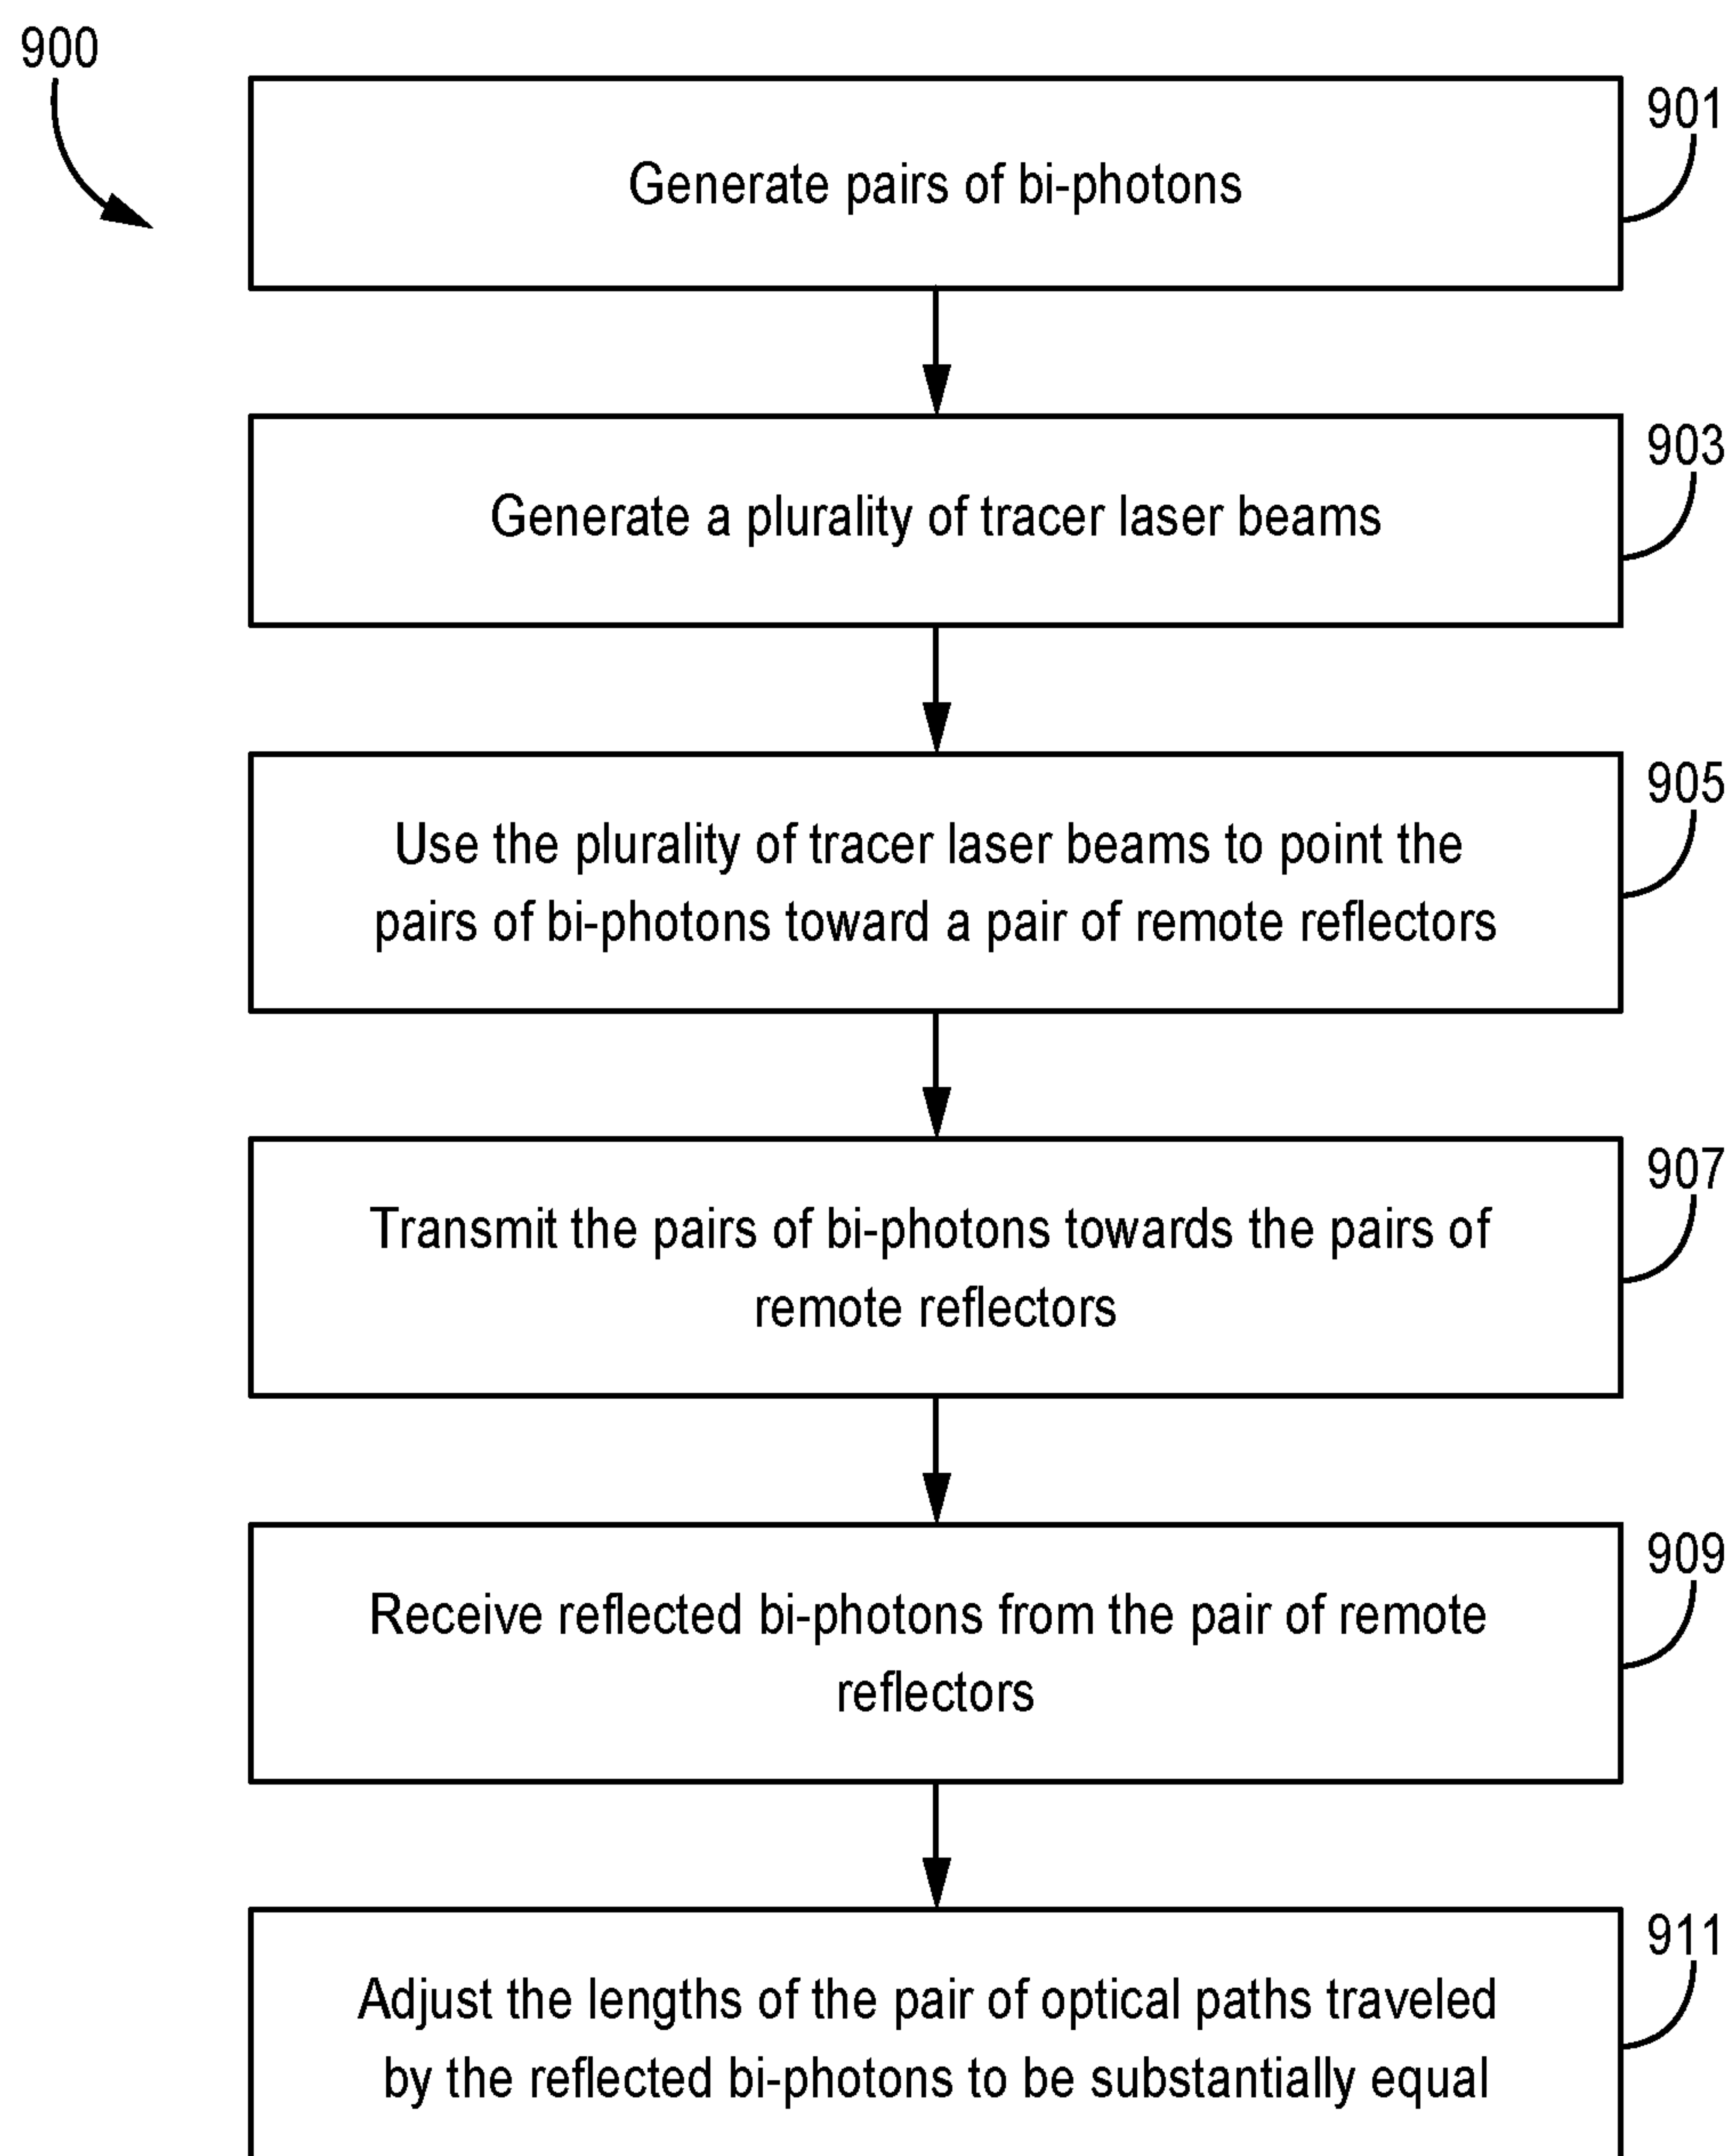 900
901
Generate pairs of bi-photons
903
Generate a plurality of tracer laser beams
905
Use the plurality of tracer laser beams to point the
pairs of bi-photons toward a pair of remote reflectors
907
Transmit the pairs of bi-photons towards the pairs of
remote reflectors
909
Receive reflected bi-photons from the pair of remote
reflectors
911
Adjust the lengths of the pair of optical paths traveled
by the reflected bi-photons to be substantially equal